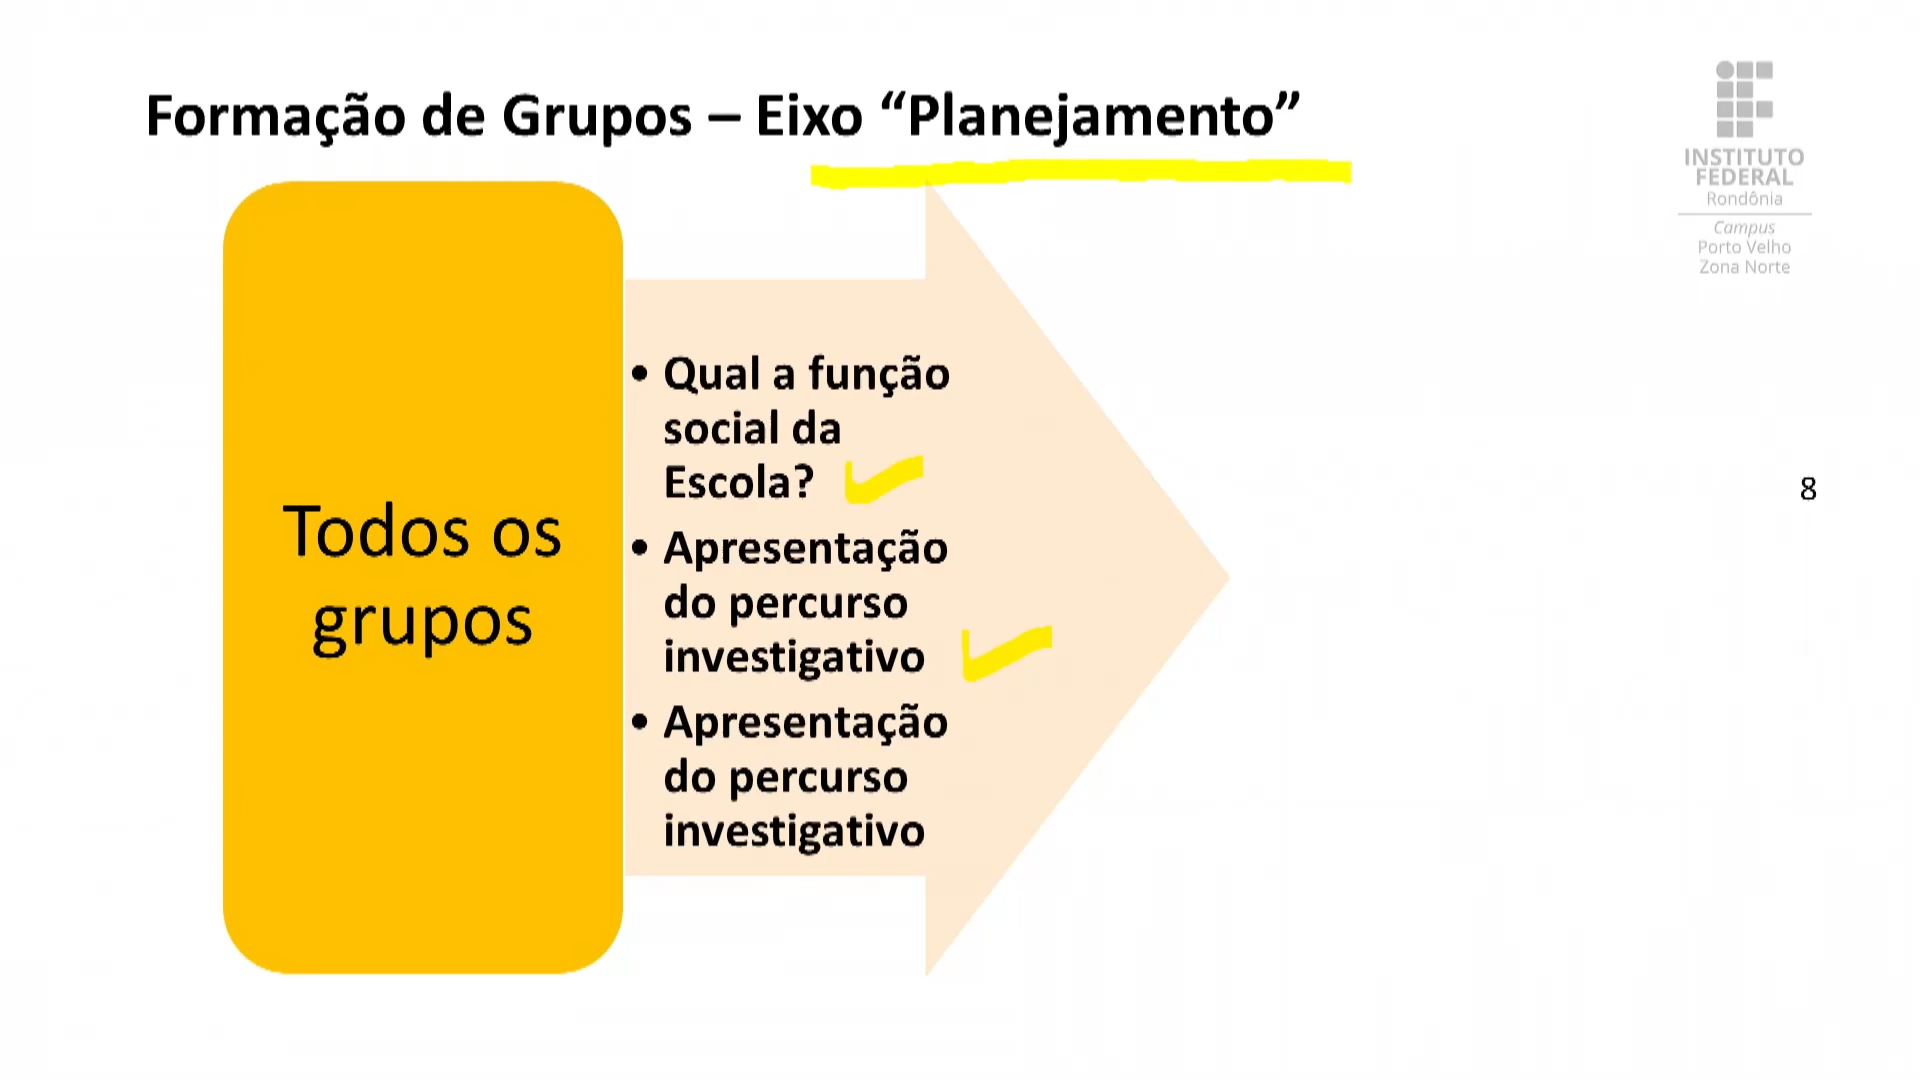 Formação de Grupos – Eixo “Planejamento”
INSTITUTO
FEDERAL
Rondônia
Campus
Porto Velho
Zona Norte
Todos os
grupos
• Qual a função
social da
Escola?
• Apresentação
do percurso
investigativo
• Apresentação
do percurso
investigativo
8